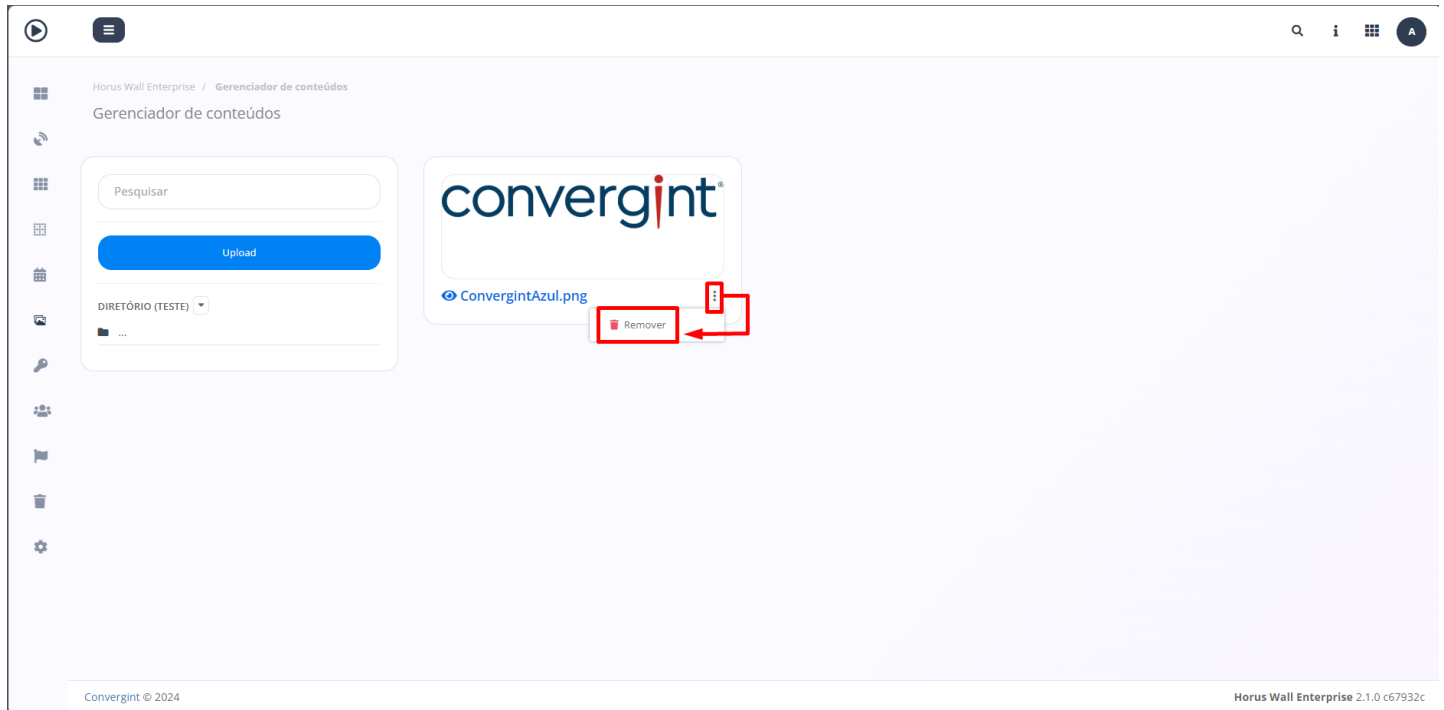 A
Horus Wall Enterprise / Gerenciador de conteúdos
Gerenciador de conteúdos
Pesquisar
Upload
DIRETÓRIO (TESTE)
...
convergint®
ConvergintAzul.png
Remover
Convergint © 2024
Horus Wall Enterprise 2.1.0 c67932c